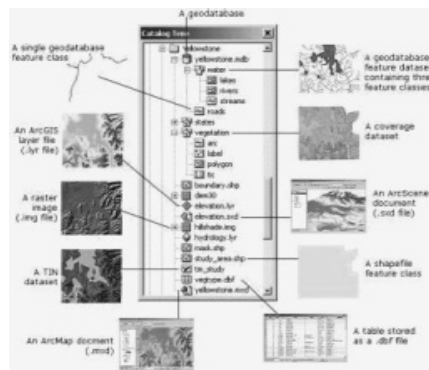 A geodatabase
Catalog Tree
Yellowstone
yellowstone.mdb
water
lakes
rivers
streams
roads
states
vegetation
arc
label
polygon
tic
boundary.shp
dem30
elevation.lyr
elevation.sxd
hillshade.img
hydrology.lyr
mask.shp
study_area.shp
tin_study
vegtype.dbf
yellowstone.mxd
A single geodatabase
feature class
An ArcGIS
layer file
(.lyr file)
A raster
image
(.img file)
A TIN
dataset
An ArcMap docment
(.mxd)
A geodatabase
feature dataset
containing three
feature classes
A coverage
dataset
An ArcScene
document
(.sxd file)
A shapefile
feature class
A table stored
as a .dbf file